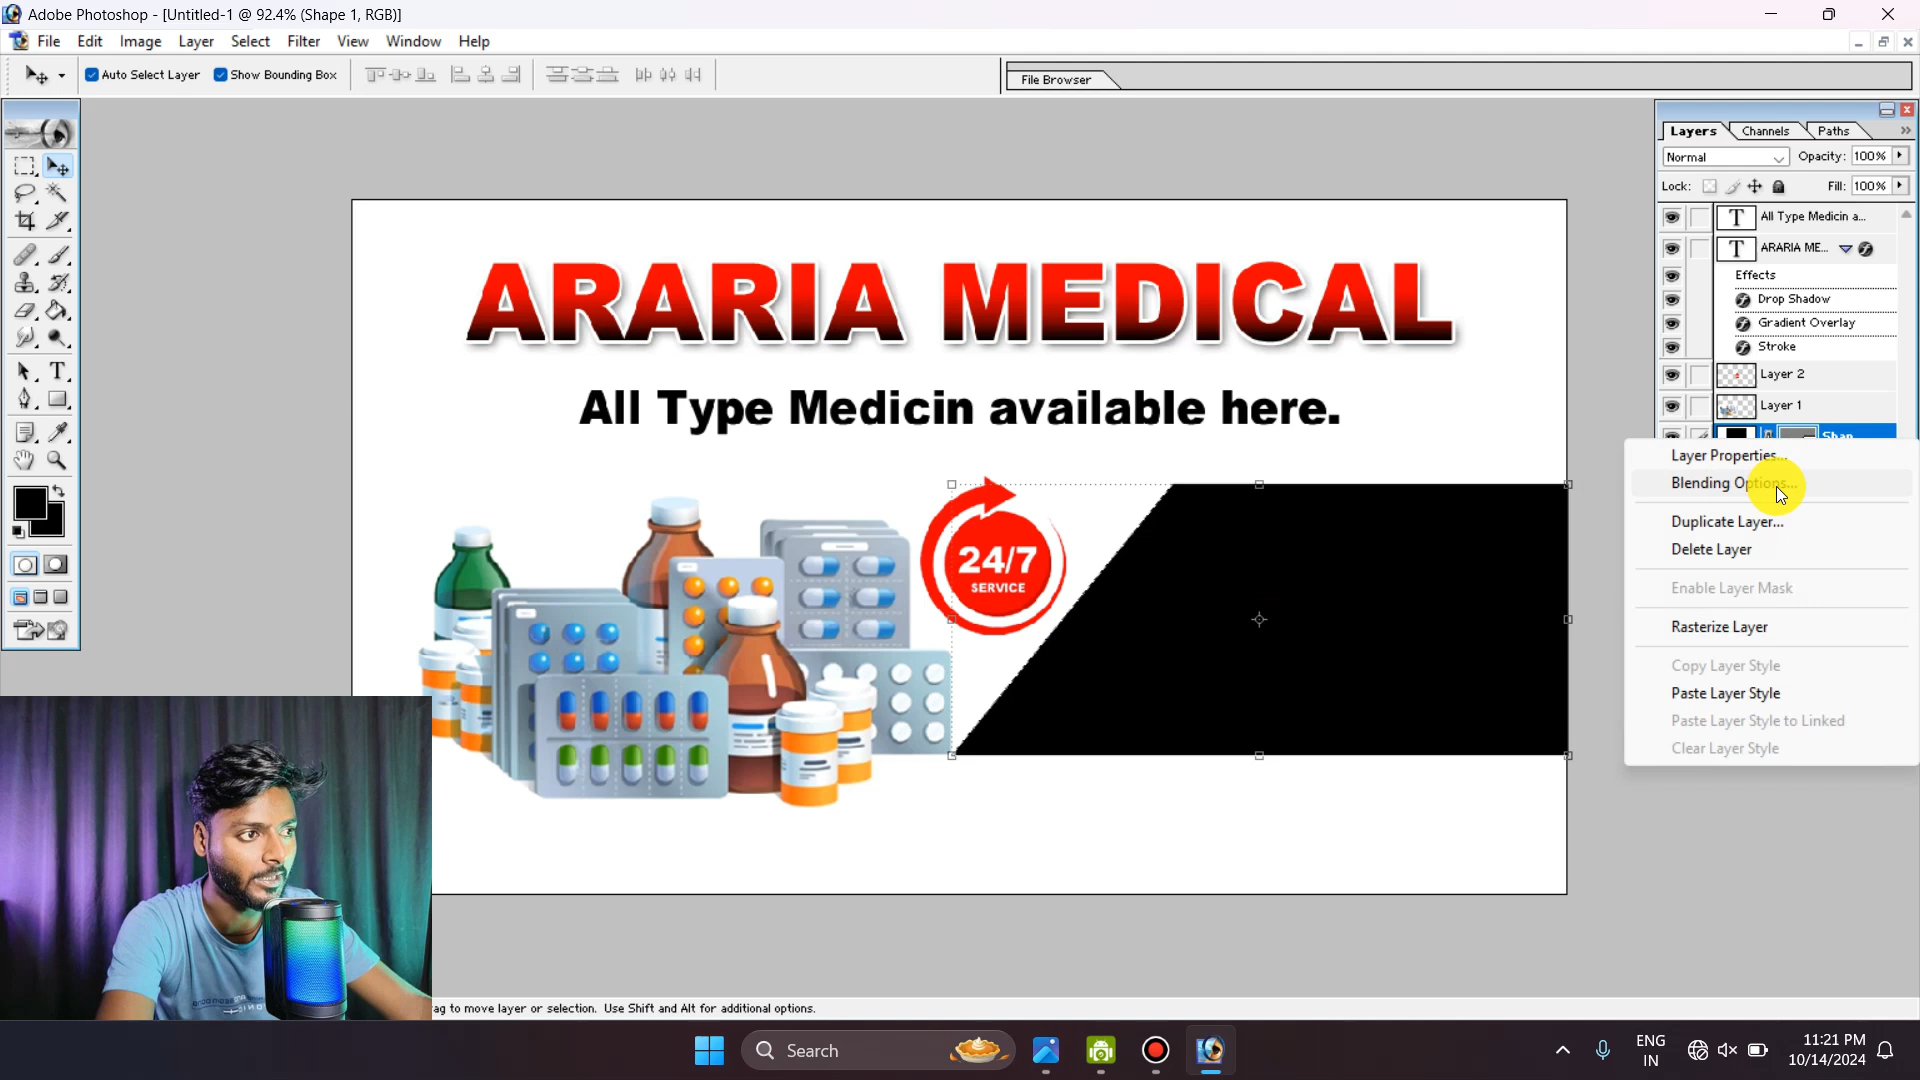 Adobe Photoshop - [Untitled-1 @ 92.4% (Shape 1, RGB)]
File Edit Image Layer Select Filter View Window Help
Auto Select Layer Show Bounding Box
File Browser
Layers Channels Paths
Normal Opacity: 100%
Lock: Fill: 100%
T All Type Medicin a...
T ARARIA ME...
Effects
Drop Shadow
Gradient Overlay
Stroke
Layer 2
Layer 1
Layer Properties...
Blending Options...
Duplicate Layer...
Delete Layer
Enable Layer Mask
Rasterize Layer
Copy Layer Style
Paste Layer Style
Paste Layer Style to Linked
Clear Layer Style
ARARIA MEDICAL
All Type Medicin available here.
24/7
SERVICE
ag to move layer or selection. Use Shift and Alt for additional options.
Search
ENG
IN
11:21 PM
10/14/2024